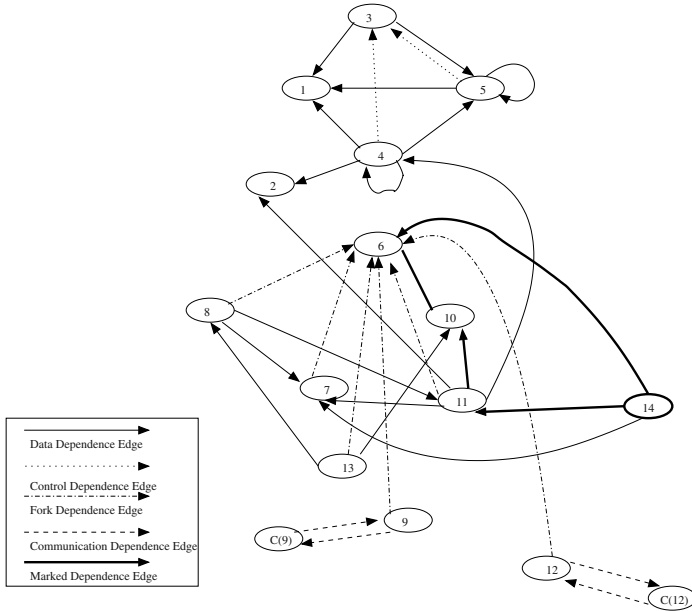 3
1
5
4
2
6
8
10
7
11
14
13
9
C(9)
12
C(12)
Data Dependence Edge
Control Dependence Edge
Fork Dependence Edge
Communication Dependence Edge
Marked Dependence Edge